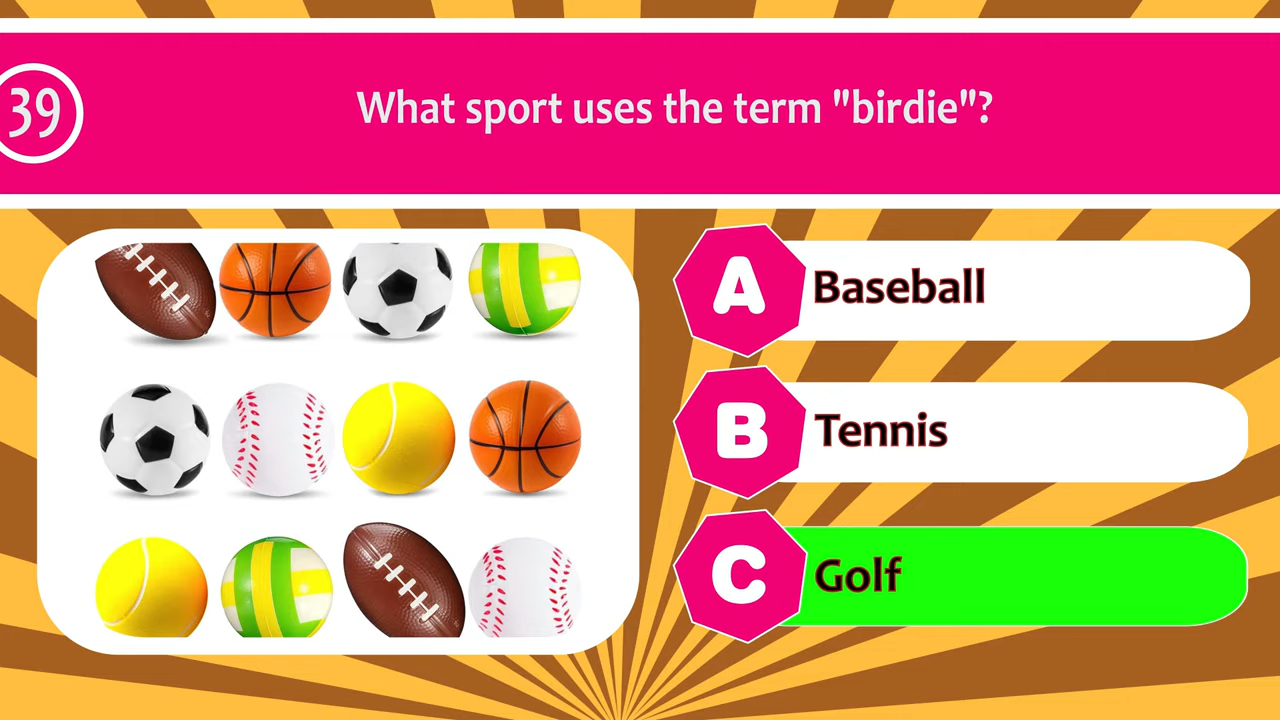 39
What sport uses the term "birdie"?
A Baseball
B Tennis
C Golf